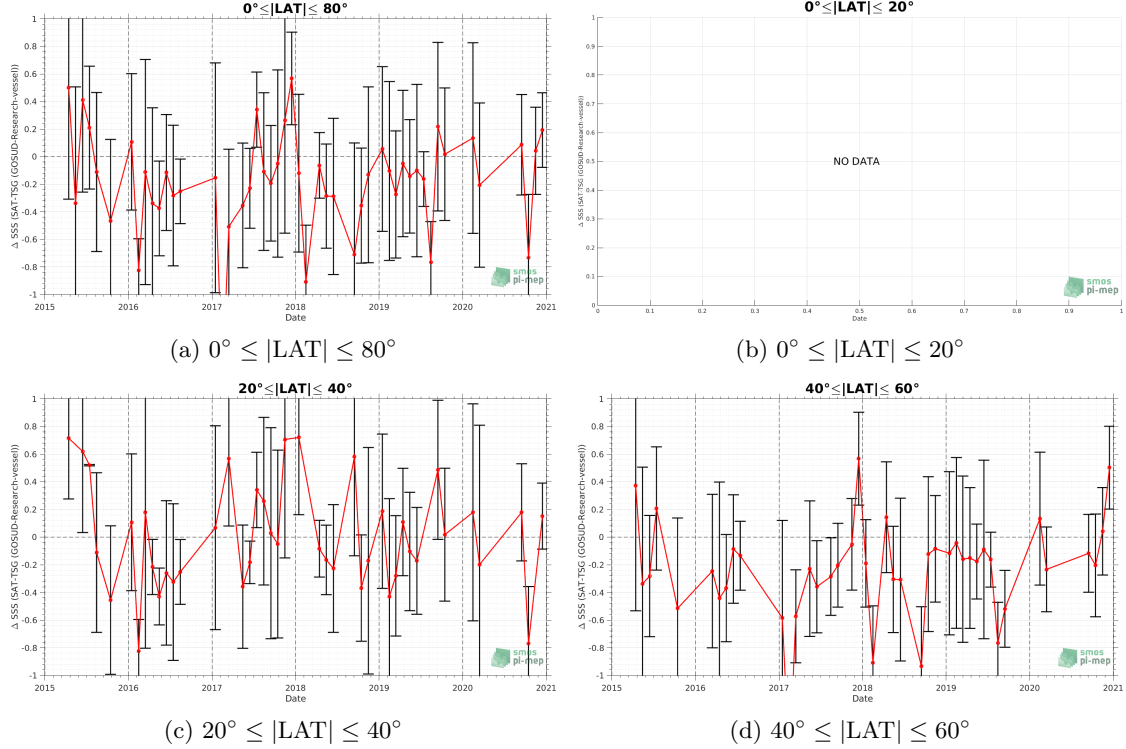 0°≤|LAT|≤ 80°
Δ SSS (SAT-TSG (GOSUD-Research-vessel))
1
0.8
0.6
0.4
0.2
0
-0.2
-0.4
-0.6
-0.8
-1
2015 2016 2017 2018 2019 2020 2021
Date
smos
pi-mep
(a) 0° ≤ |LAT| ≤ 80°
0°≤|LAT|≤ 20°
Δ SSS (SAT-TSG (GOSUD-Research-vessel))
1
0.9
0.8
0.7
0.6
0.5
0.4
0.3
0.2
0.1
0
NO DATA
0 0.1 0.2 0.3 0.4 0.5 0.6 0.7 0.8 0.9 1
Date
smos
pi-mep
(b) 0° ≤ |LAT| ≤ 20°
20°≤|LAT|≤ 40°
Δ SSS (SAT-TSG (GOSUD-Research-vessel))
1
0.8
0.6
0.4
0.2
0
-0.2
-0.4
-0.6
-0.8
-1
2015 2016 2017 2018 2019 2020 2021
Date
smos
pi-mep
(c) 20° ≤ |LAT| ≤ 40°
40°≤|LAT|≤ 60°
Δ SSS (SAT-TSG (GOSUD-Research-vessel))
1
0.8
0.6
0.4
0.2
0
-0.2
-0.4
-0.6
-0.8
-1
2015 2016 2017 2018 2019 2020 2021
Date
smos
pi-mep
(d) 40° ≤ |LAT| ≤ 60°